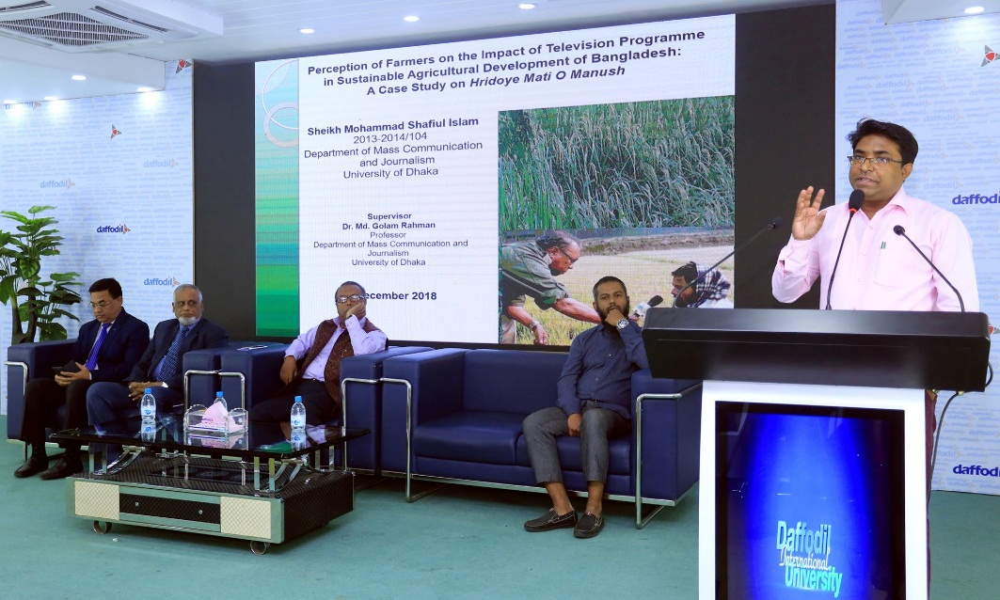 Perception of Farmers on the Impact of Television Programme
in Sustainable Agricultural Development of Bangladesh:
A Case Study on Hridoye Mati O Manush
Sheikh Mohammad Shafiul Islam
2013-2014/104
Department of Mass Communication
and Journalism
University of Dhaka
Supervisor
Dr. Md. Golam Rahman
Professor
Department of Mass Communication and
Journalism
University of Dhaka
ecember 2018
daffodil
daffodil
daffodil
daffodil
daffodil
Daffodil
International
University